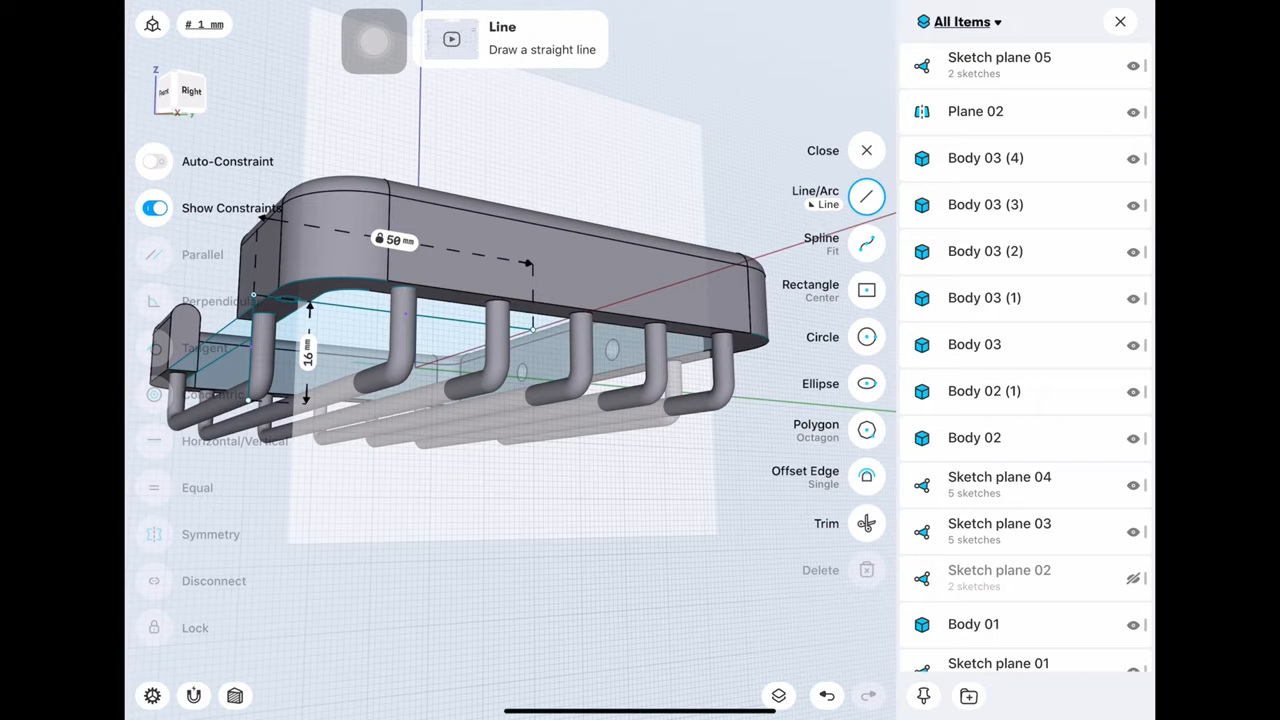 # 1 mm
Line
Draw a straight line
Z
Front
Right
X
Y
Auto-Constraint
Show Constraints
Parallel
Perpendicular
Tangent
Concentric
Horizontal/Vertical
Equal
Symmetry
Disconnect
Lock
50 mm
16 mm
Close
Line/Arc
Line
Spline
Fit
Rectangle
Center
Circle
Ellipse
Polygon
Octagon
Offset Edge
Single
Trim
Delete
All Items
Sketch plane 05
2 sketches
Plane 02
Body 03 (4)
Body 03 (3)
Body 03 (2)
Body 03 (1)
Body 03
Body 02 (1)
Body 02
Sketch plane 04
5 sketches
Sketch plane 03
5 sketches
Sketch plane 02
2 sketches
Body 01
Sketch plane 01